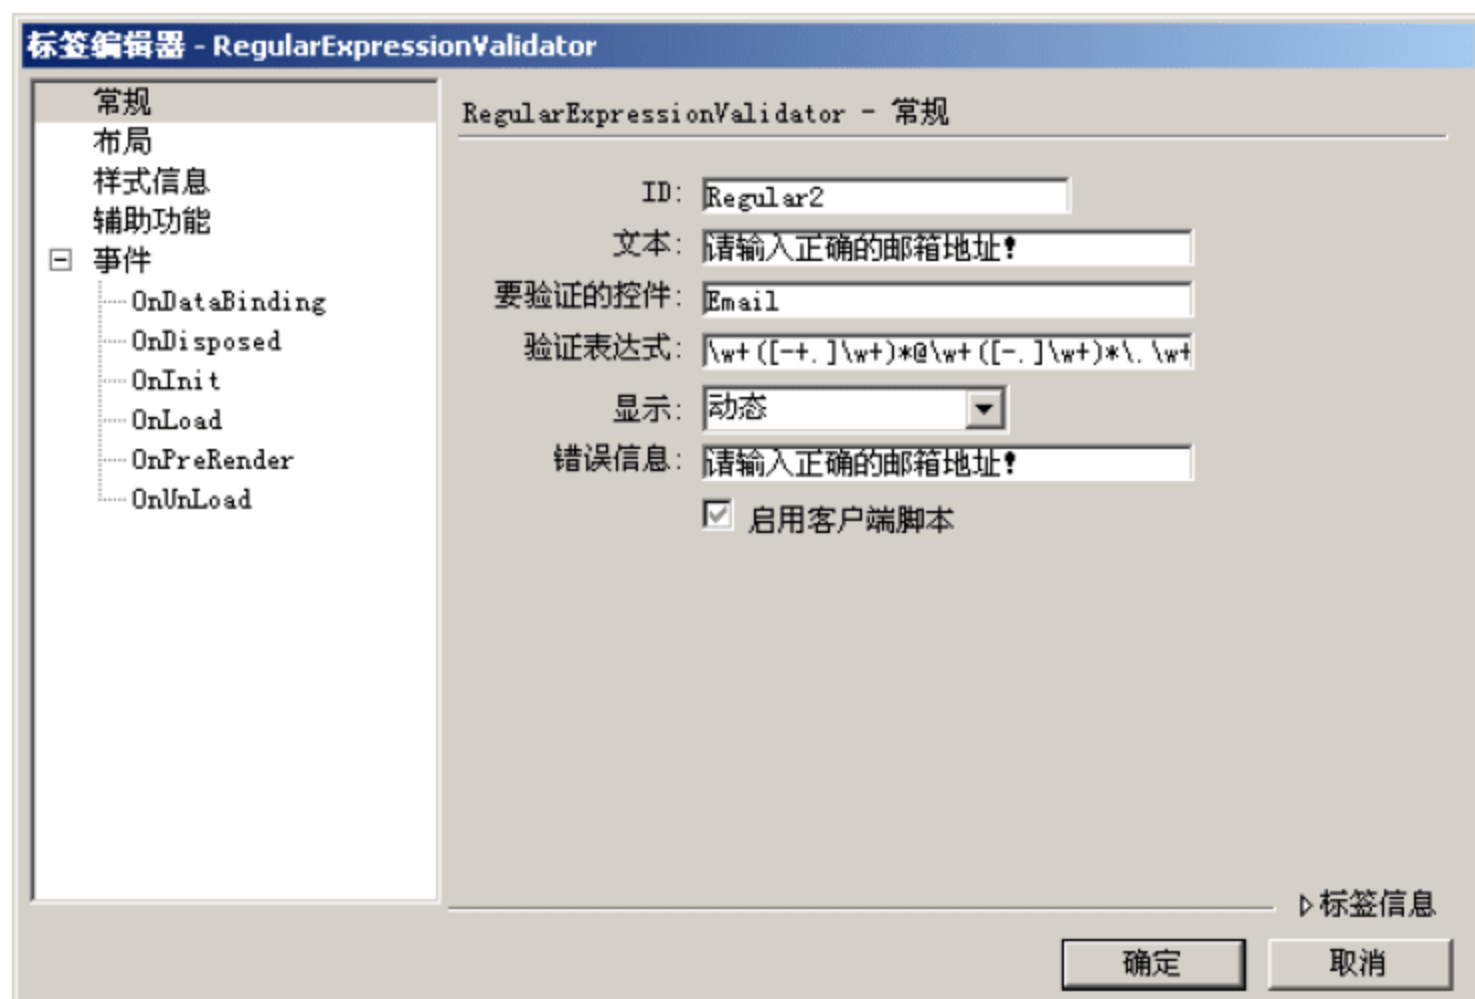 标签编辑器 - RegularExpressionValidator
常规
布局
样式信息
辅助功能
事件
OnDataBinding
OnDisposed
OnInit
OnLoad
OnPreRender
OnUnLoad
RegularExpressionValidator - 常规
ID: Regular2
文本: 请输入正确的邮箱地址!
要验证的控件: Email
验证表达式: \w+([-+.]\w+)*@\w+([-.]\w+)*\.\w+
显示: 动态
错误信息: 请输入正确的邮箱地址!
启用客户端脚本
标签信息
确定 取消